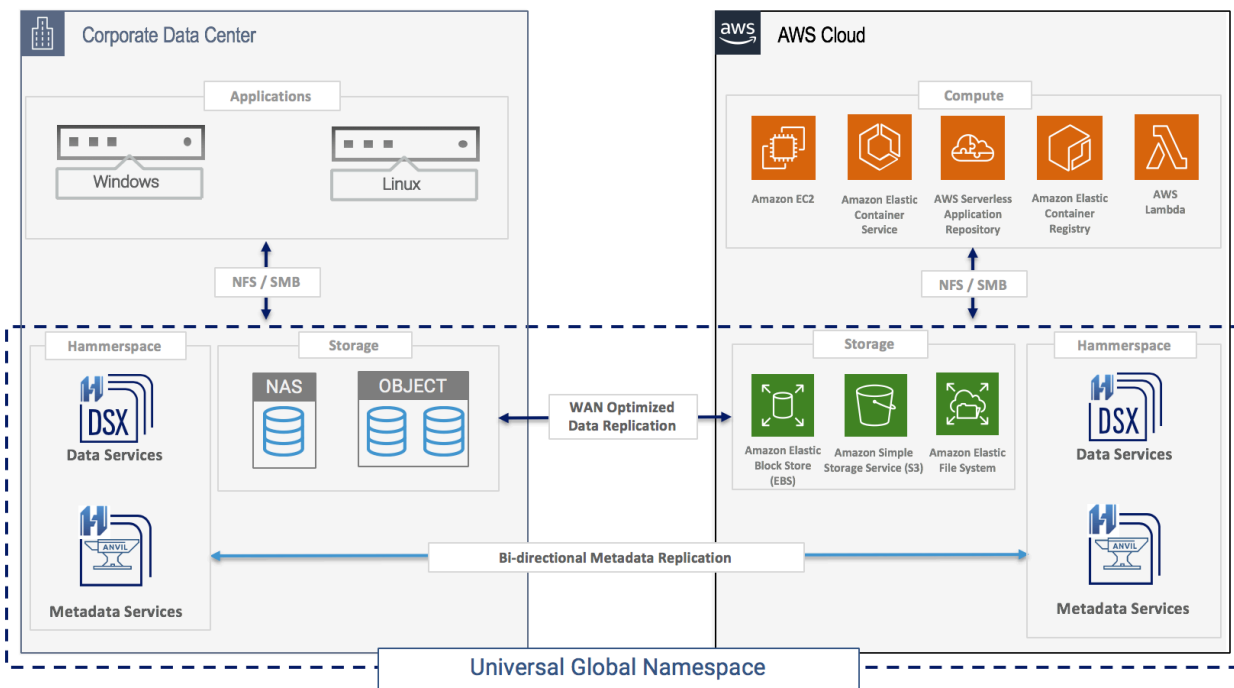 Corporate Data Center
aws
AWS Cloud
Applications
Windows
Linux
Compute
Amazon EC2
Amazon Elastic
Container
Service
AWS Serverless
Application
Repository
Amazon Elastic
Container
Registry
AWS
Lambda
NFS / SMB
NFS / SMB
Hammerspace
DSX
Data Services
ANVIL
Metadata Services
Storage
NAS
OBJECT
WAN Optimized
Data Replication
Storage
Amazon Elastic
Block Store
(EBS)
Amazon Simple
Storage Service (S3)
Amazon Elastic
File System
Hammerspace
DSX
Data Services
ANVIL
Metadata Services
Bi-directional Metadata Replication
Universal Global Namespace